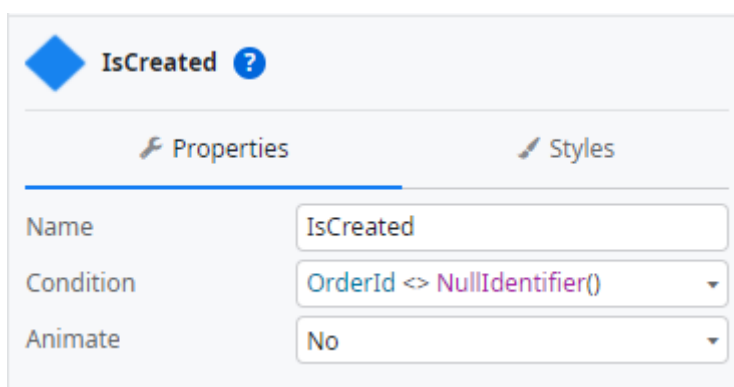 IsCreated ?
Properties
Styles
Name IsCreated
Condition OrderId <> NullIdentifier()
Animate No